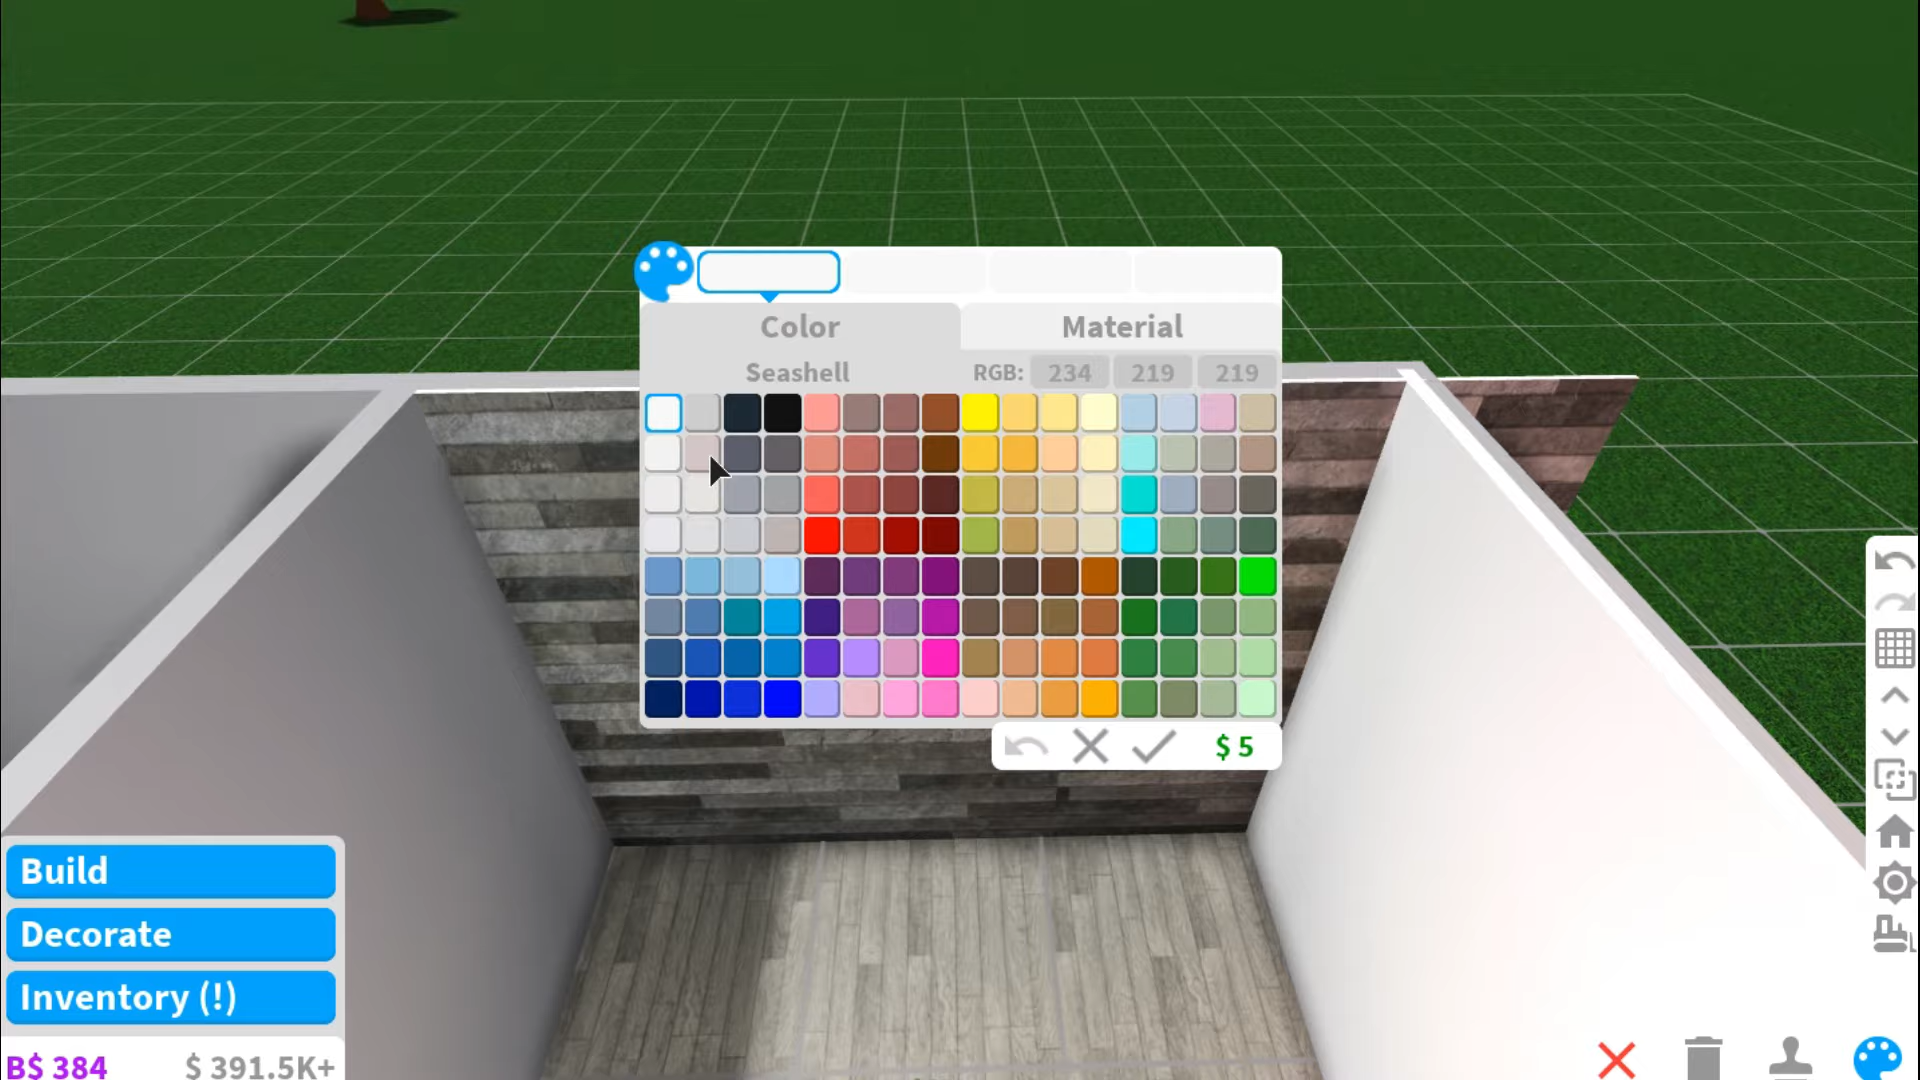 Color
Material
Seashell
RGB: 234 219 219
$ 5
Build
Decorate
Inventory (!)
B$ 384
$ 391.5K+